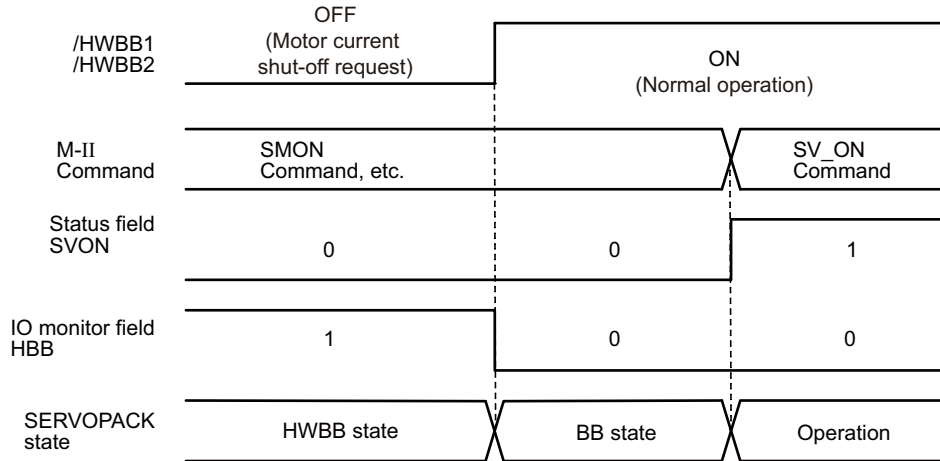 OFF
(Motor current
shut-off request)
/HWBB1
/HWBB2
ON
(Normal operation)
M-II
Command
SMON
Command, etc.
SV_ON
Command
Status field
SVON
0
0
1
IO monitor field
HBB
1
0
0
SERVOPACK
state
HWBB state
BB state
Operation